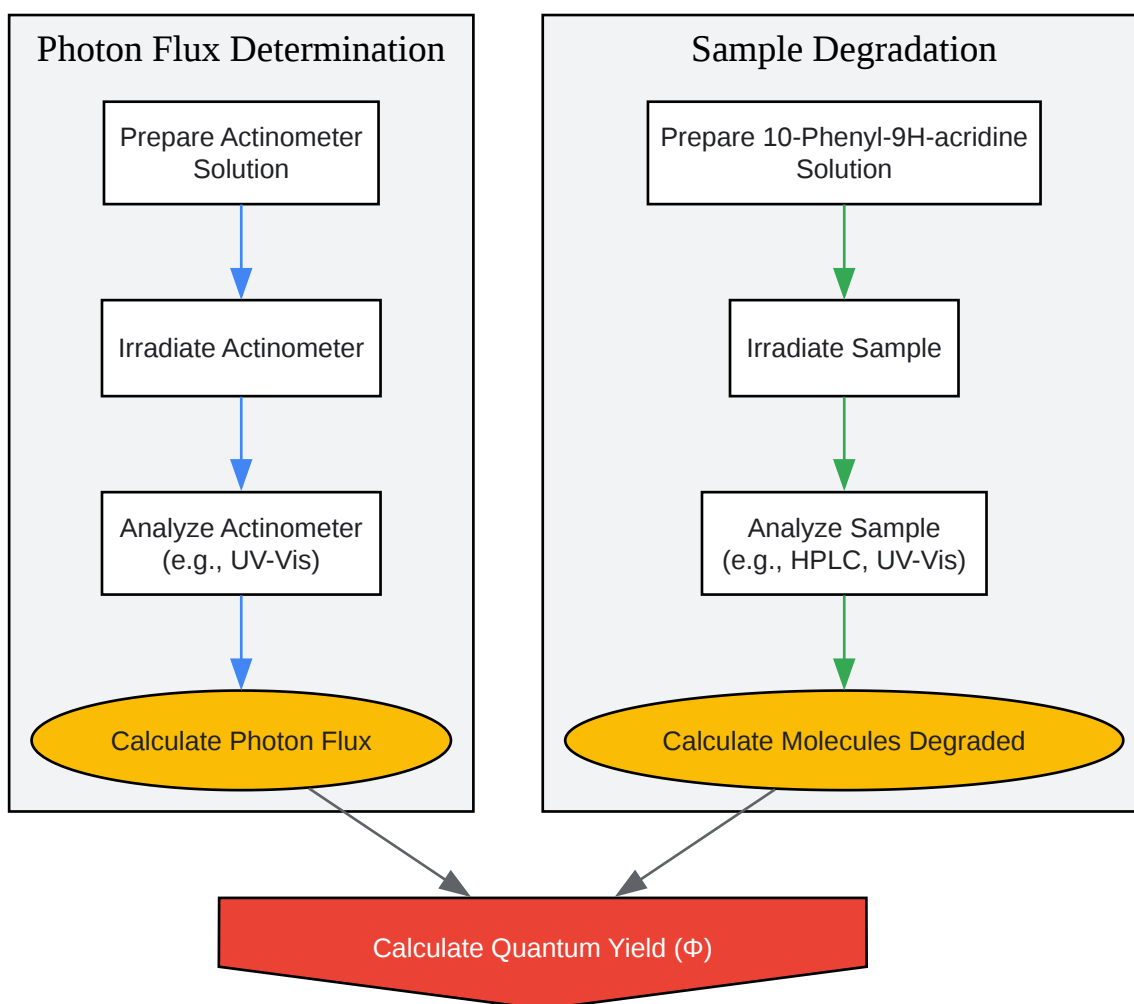 Photon Flux Determination
Prepare Actinometer
Solution
Irradiate Actinometer
Analyze Actinometer
(e.g., UV-Vis)
Calculate Photon Flux
Sample Degradation
Prepare 10-Phenyl-9H-acridine
Solution
Irradiate Sample
Analyze Sample
(e.g., HPLC, UV-Vis)
Calculate Molecules Degraded
Calculate Quantum Yield (Φ)